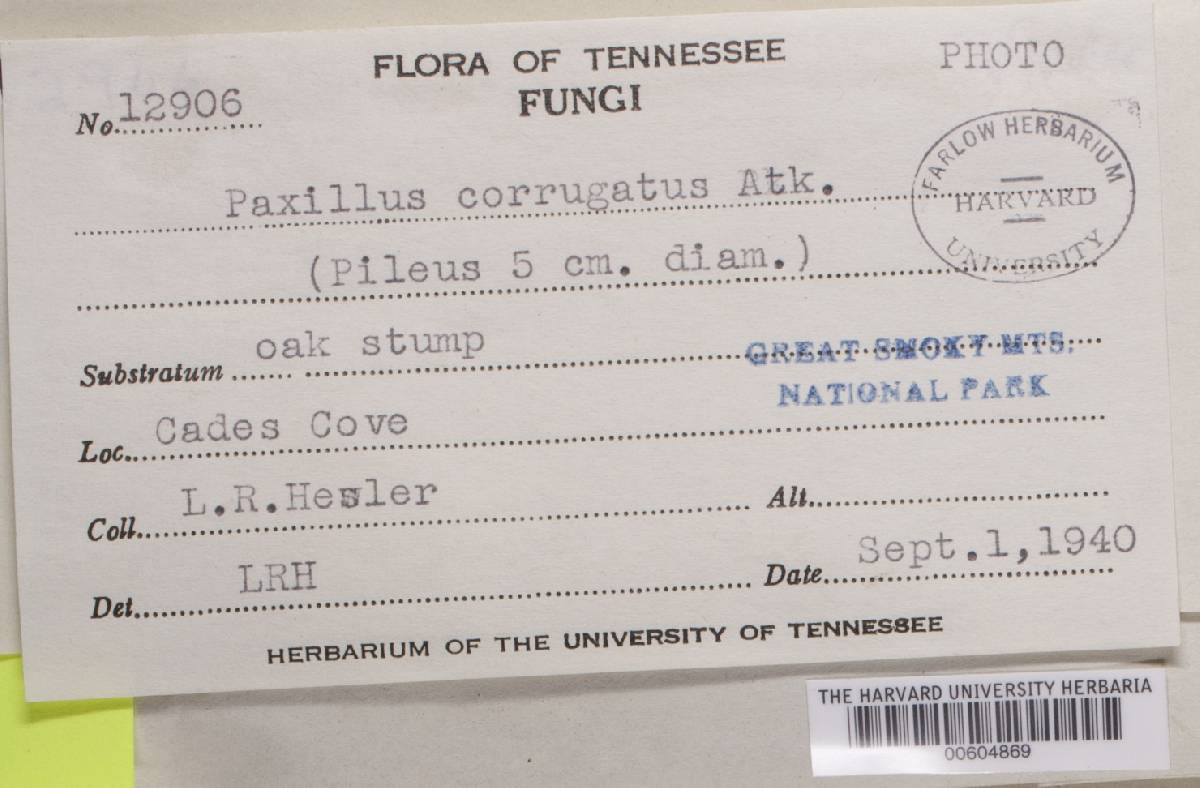 FLORA OF TENNESSEE
PHOTO
FUNGI
No. 12906
FARLOW HERBARIUM
HARVARD
UNIVERSITY
Paxillus corrugatus Atk.
(Pileus 5 cm. diam.)
Substratum oak stump
GREAT SMOKY MTS.
NATIONAL PARK
Loc. Cades Cove
Coll. L.R.Hesler
Alt.
Det. LRH
Date Sept.1,1940
HERBARIUM OF THE UNIVERSITY OF TENNESSEE
THE HARVARD UNIVERSITY HERBARIA
00604869